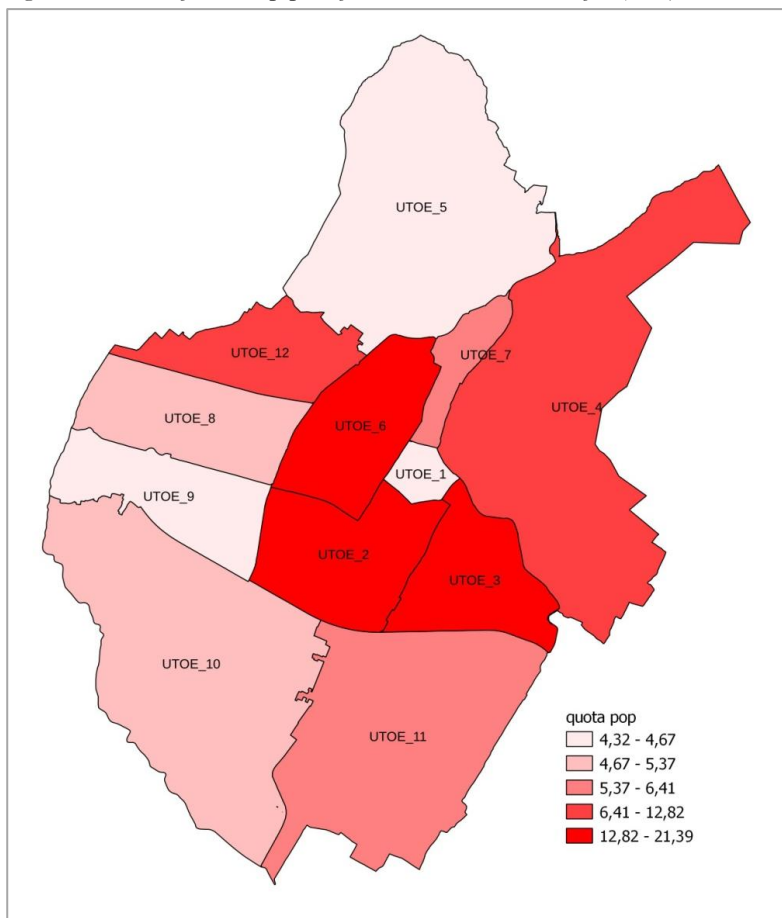 UTOE_5
UTOE_7
UTOE_12
UTOE_4
UTOE_8
UTOE_6
UTOE_1
UTOE_9
UTOE_2
UTOE_3
UTOE_10
UTOE_11
quota pop
4,32 - 4,67
4,67 - 5,37
5,37 - 6,41
6,41 - 12,82
12,82 - 21,39